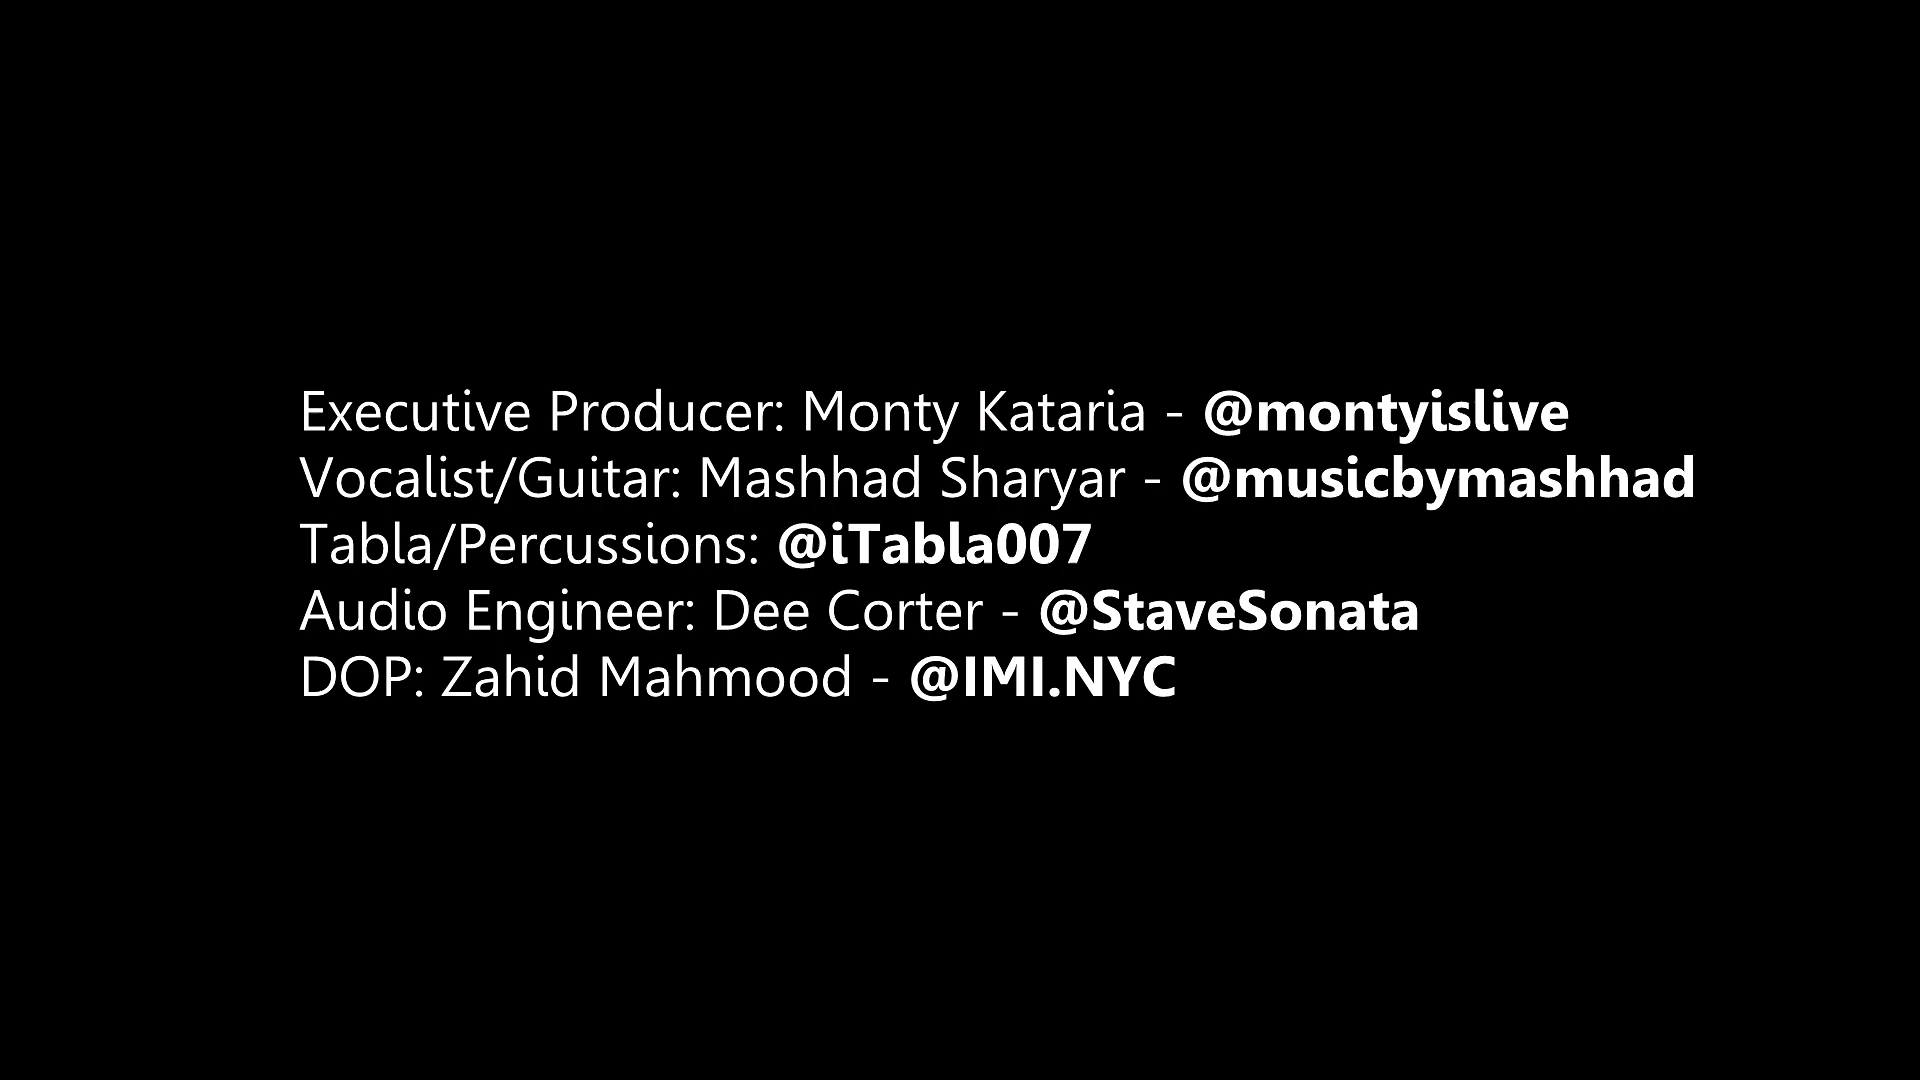 Executive Producer: Monty Kataria - @montyislive
Vocalist/Guitar: Mashhad Sharyar - @musicbymashhad
Tabla/Percussions: @iTabla007
Audio Engineer: Dee Corter - @StaveSonata
DOP: Zahid Mahmood - @IMI.NYC